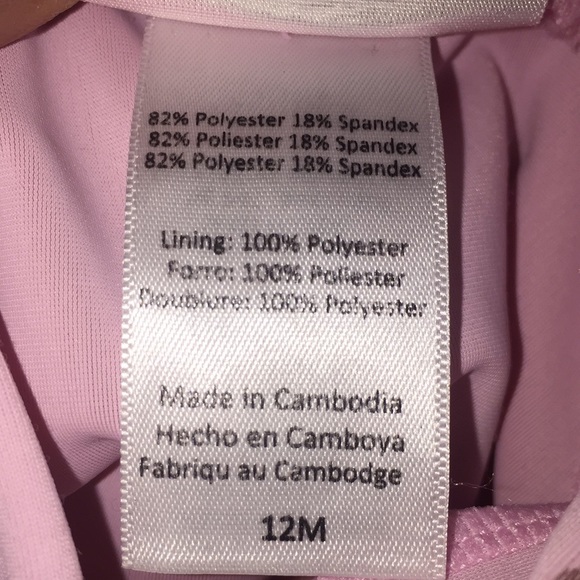 82% Polyester 18% Spandex
82% Poliester 18% Spandex
82% Polyester 18% Spandex
Lining: 100% Polyester
Forro: 100% Poliester
Doublure: 100% Polyester
Made in Cambodia
Hecho en Camboya
Fabriqu au Cambodge
12M